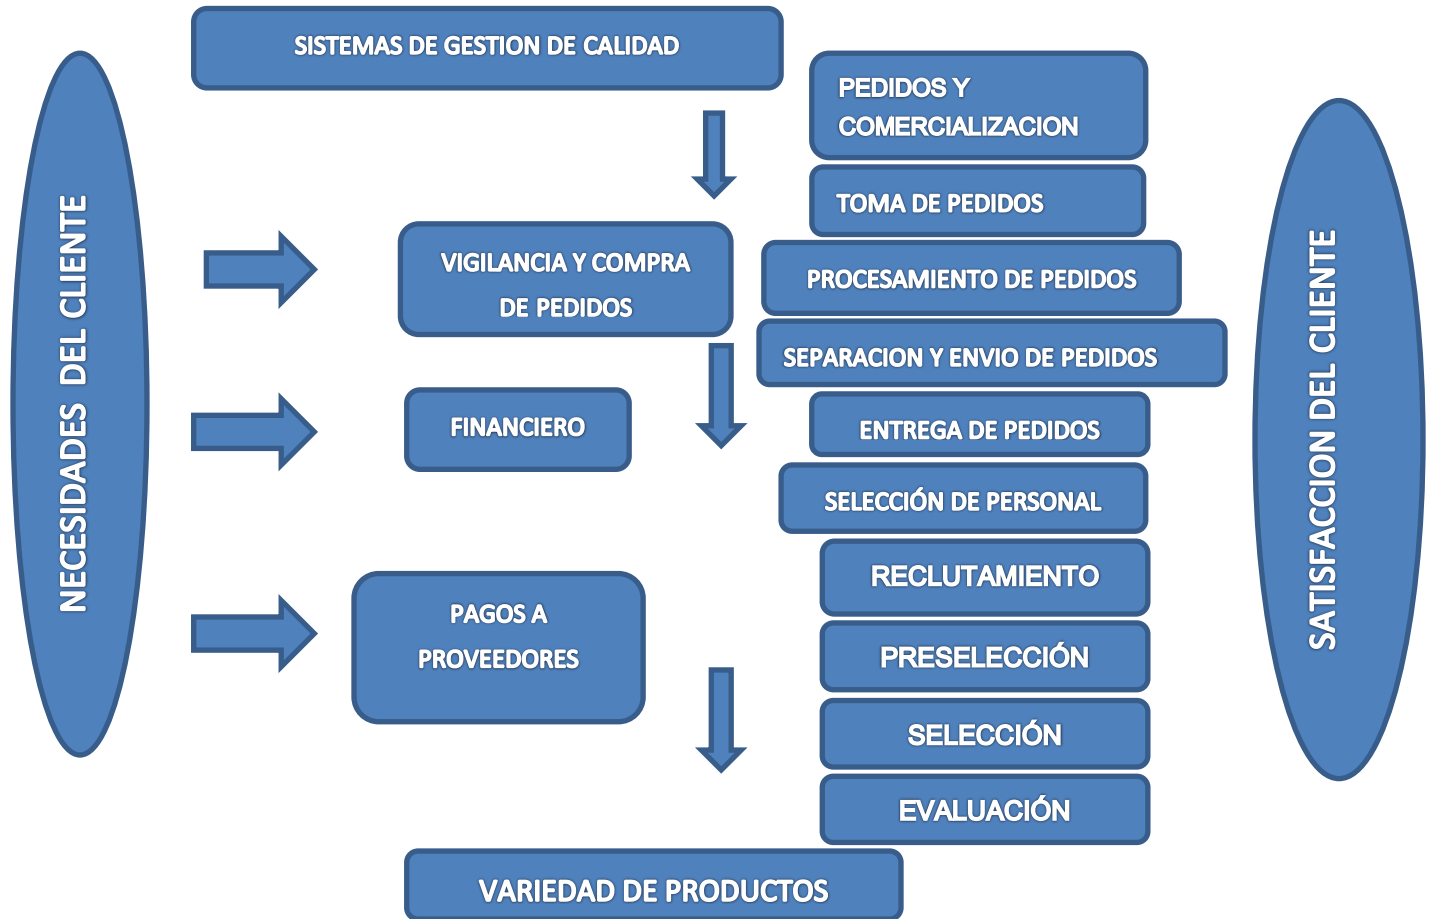 SISTEMAS DE GESTION DE CALIDAD
NECESIDADES DEL CLIENTE
VIGILANCIA Y COMPRA
DE PEDIDOS
FINANCIERO
PAGOS A
PROVEEDORES
PEDIDOS Y
COMERCIALIZACION
TOMA DE PEDIDOS
PROCESAMIENTO DE PEDIDOS
SEPARACION Y ENVIO DE PEDIDOS
ENTREGA DE PEDIDOS
SELECCIÓN DE PERSONAL
RECLUTAMIENTO
PRESELECCIÓN
SELECCIÓN
EVALUACIÓN
VARIEDAD DE PRODUCTOS
SATISFACCION DEL CLIENTE